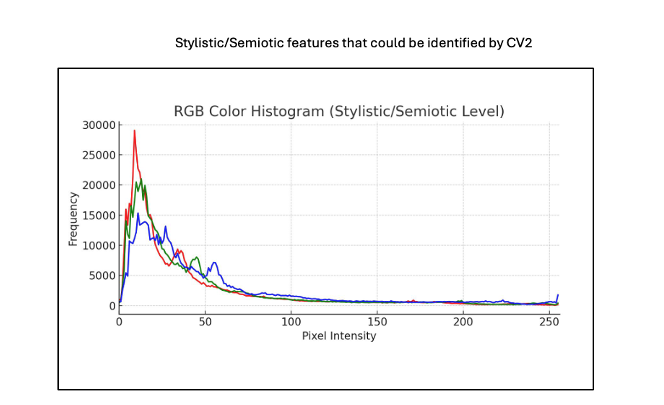 Stylistic/Semiotic features that could be identified by CV2
RGB Color Histogram (Stylistic/Semiotic Level)
30000
25000
20000
15000
10000
5000
0
Frequency
0 50 100 150 200 250
Pixel Intensity